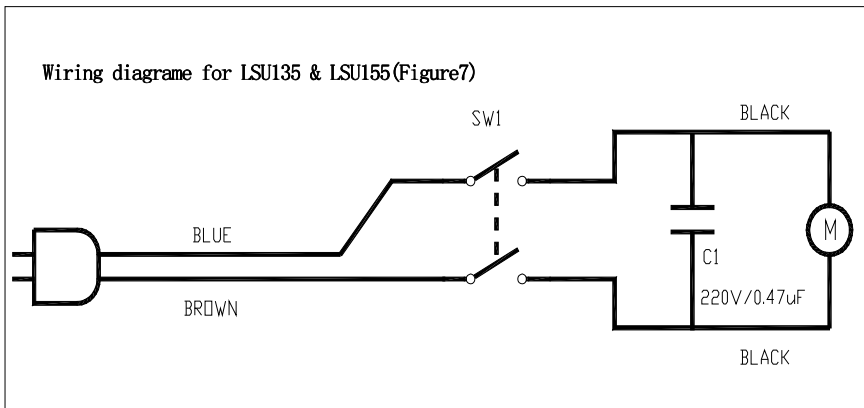 Wiring diagrame for LSU135 & LSU155(Figure7)
SW1
BLACK
BLUE
BROWN
M
C1
220V/0.47uF
BLACK